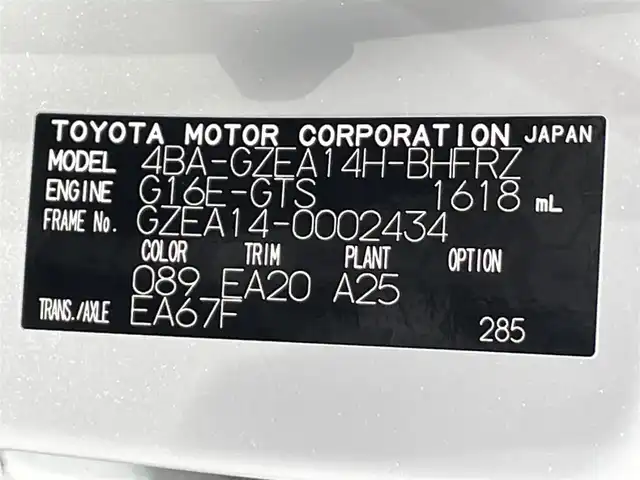 TOYOTA MOTOR CORPORATION JAPAN
MODEL 4BA-GZEA14H-BHFRZ
ENGINE G16E-GTS 1618 mL
FRAME No. GZEA14-0002434
COLOR TRIM PLANT OPTION
089 EA20 A25
TRANS./AXLE EA67F
285